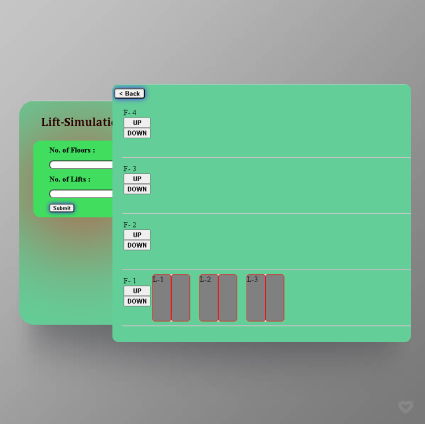 Lift-Simulatio
No. of Floors :
No. of Lifts :
Submit
< Back
F- 4
UP
DOWN
F- 3
UP
DOWN
F- 2
UP
DOWN
F- 1
UP
DOWN
L-1
L-2
L-3